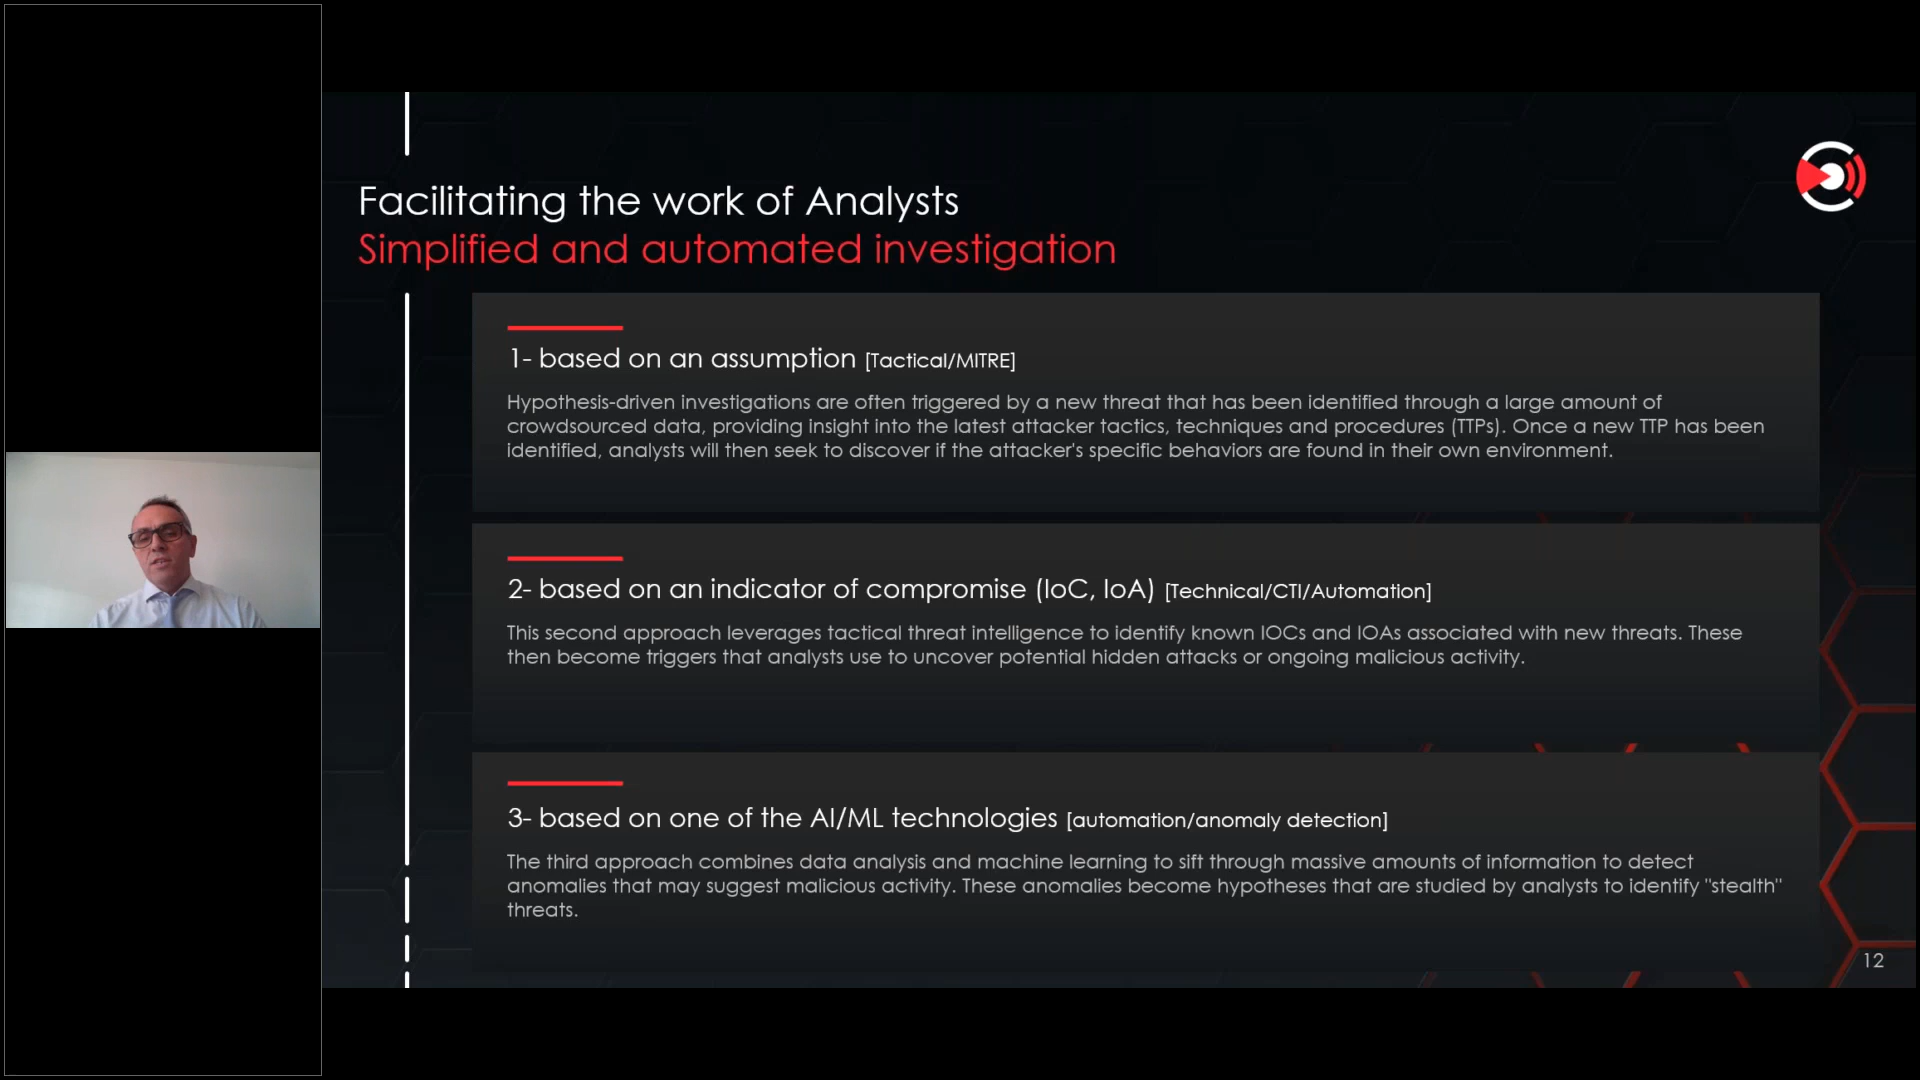 Facilitating the work of Analysts
Simplified and automated investigation
1- based on an assumption [Tactical/MITRE]
Hypothesis-driven investigations are often triggered by a new threat that has been identified through a large amount of
crowdsourced data, providing insight into the latest attacker tactics, techniques and procedures (TTPs). Once a new TTP has been
identified, analysts will then seek to discover if the attacker's specific behaviors are found in their own environment.
2- based on an indicator of compromise (IoC, IoA) [Technical/CTI/Automation]
This second approach leverages tactical threat intelligence to identify known IOCs and IOAs associated with new threats. These
then become triggers that analysts use to uncover potential hidden attacks or ongoing malicious activity.
3- based on one of the AI/ML technologies [automation/anomaly detection]
The third approach combines data analysis and machine learning to sift through massive amounts of information to detect
anomalies that may suggest malicious activity. These anomalies become hypotheses that are studied by analysts to identify "stealth"
threats.
12